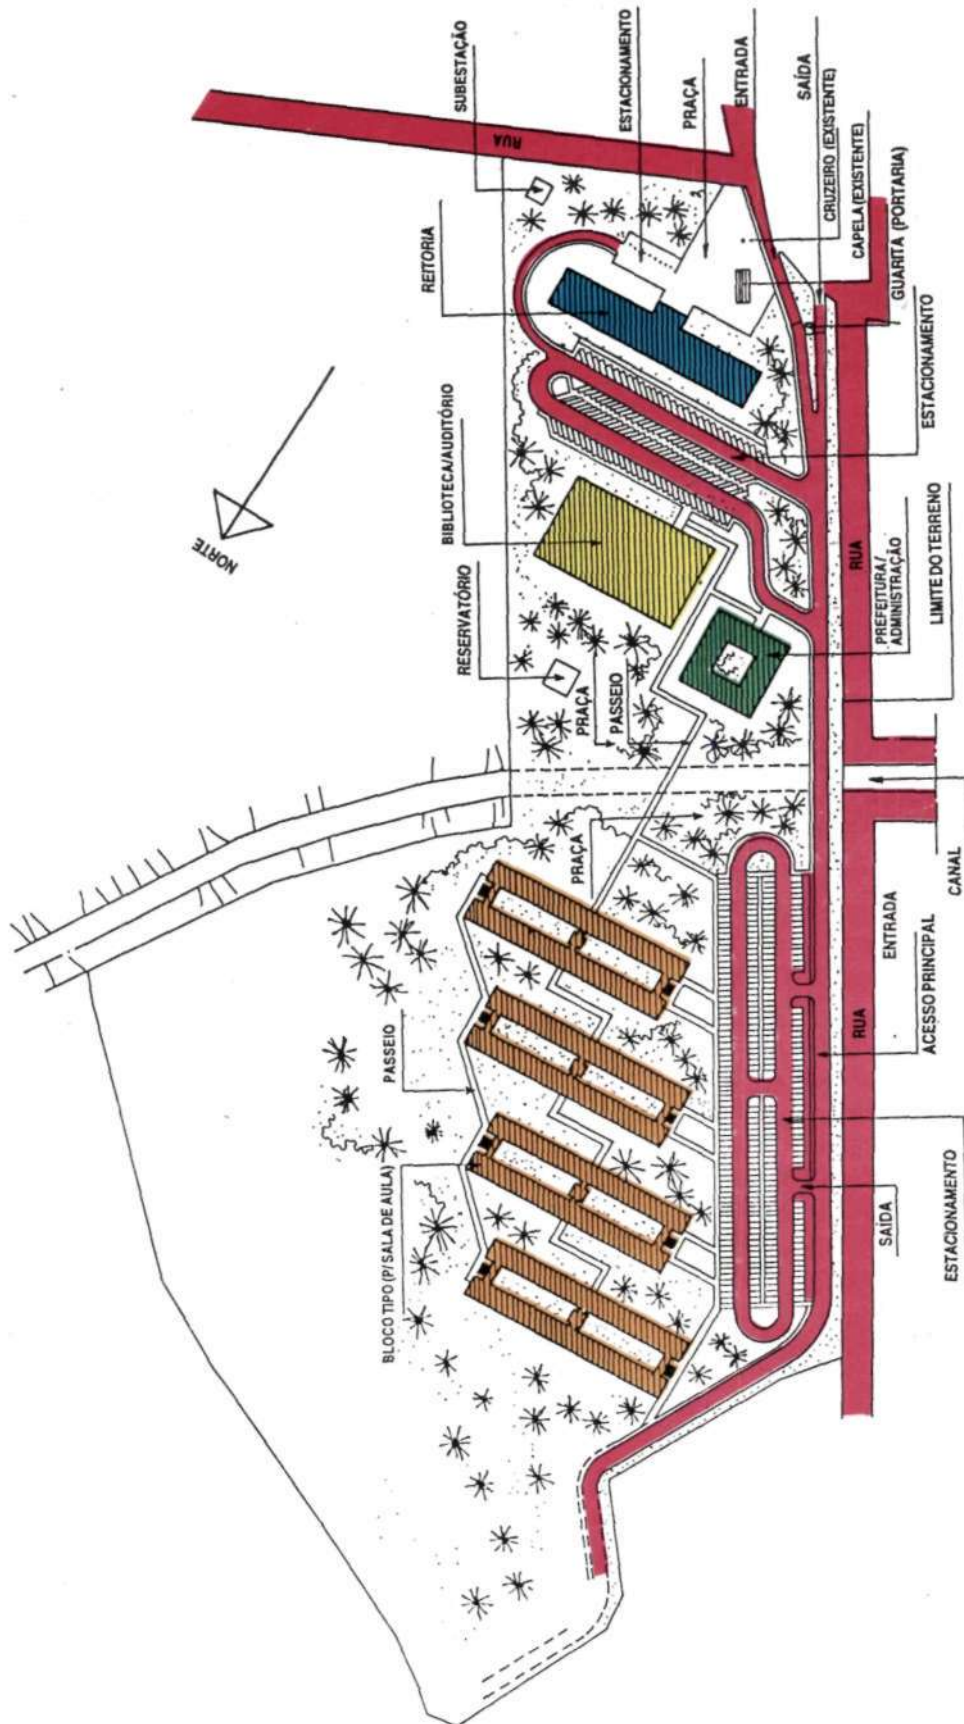 SUBESTAÇÃO
ESTACIONAMENTO
PRAÇA
ENTRADA
SAÍDA
CRUZEIRO (EXISTENTE)
CAPELA (EXISTENTE)
GUARITA (PORTARIA)
RUA
REITORIA
ESTACIONAMENTO
NORTE
BIBLIOTECA/AUDITÓRIO
RESERVATÓRIO
PRAÇA
PASSEIO
RUA
PREFEITURA/
ADMINISTRAÇÃO
LIMITE DO TERRENO
PRAÇA
CANAL
ENTRADA
RUA
ACESSO PRINCIPAL
PASSEIO
BLOCO TIPO (P/ SALA DE AULA)
SAÍDA
ESTACIONAMENTO